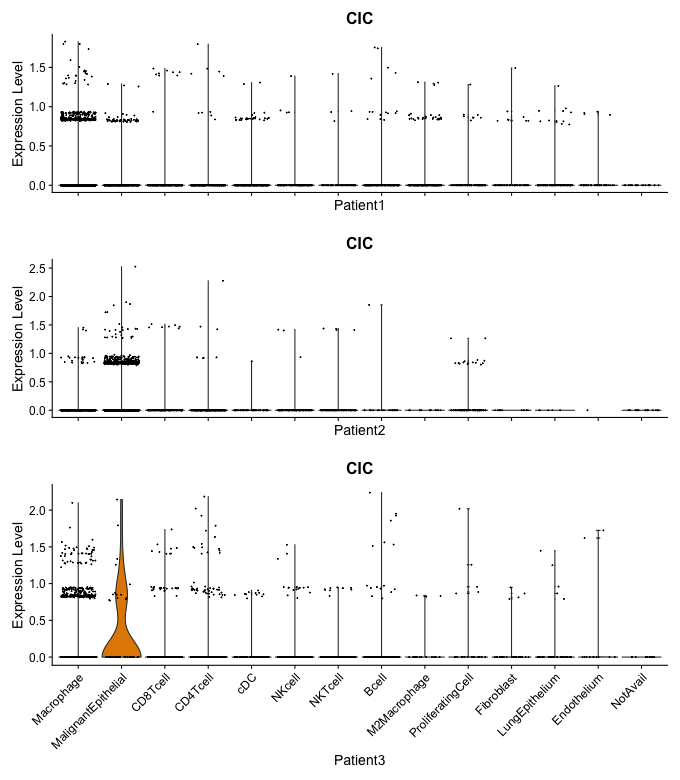 CIC
Expression Level
1.5
1.0
0.5
0.0
Patient1
CIC
Expression Level
2.5
2.0
1.5
1.0
0.5
0.0
Patient2
CIC
Expression Level
2.0
1.5
1.0
0.5
0.0
Macrophage
MalignantEpithelial
CD8Tcell
CD4Tcell
cDC
NKcell
NKTcell
Bcell
M2Macrophage
ProliferatingCell
Fibroblast
LungEpithelium
Endothelium
NotAvail
Patient3